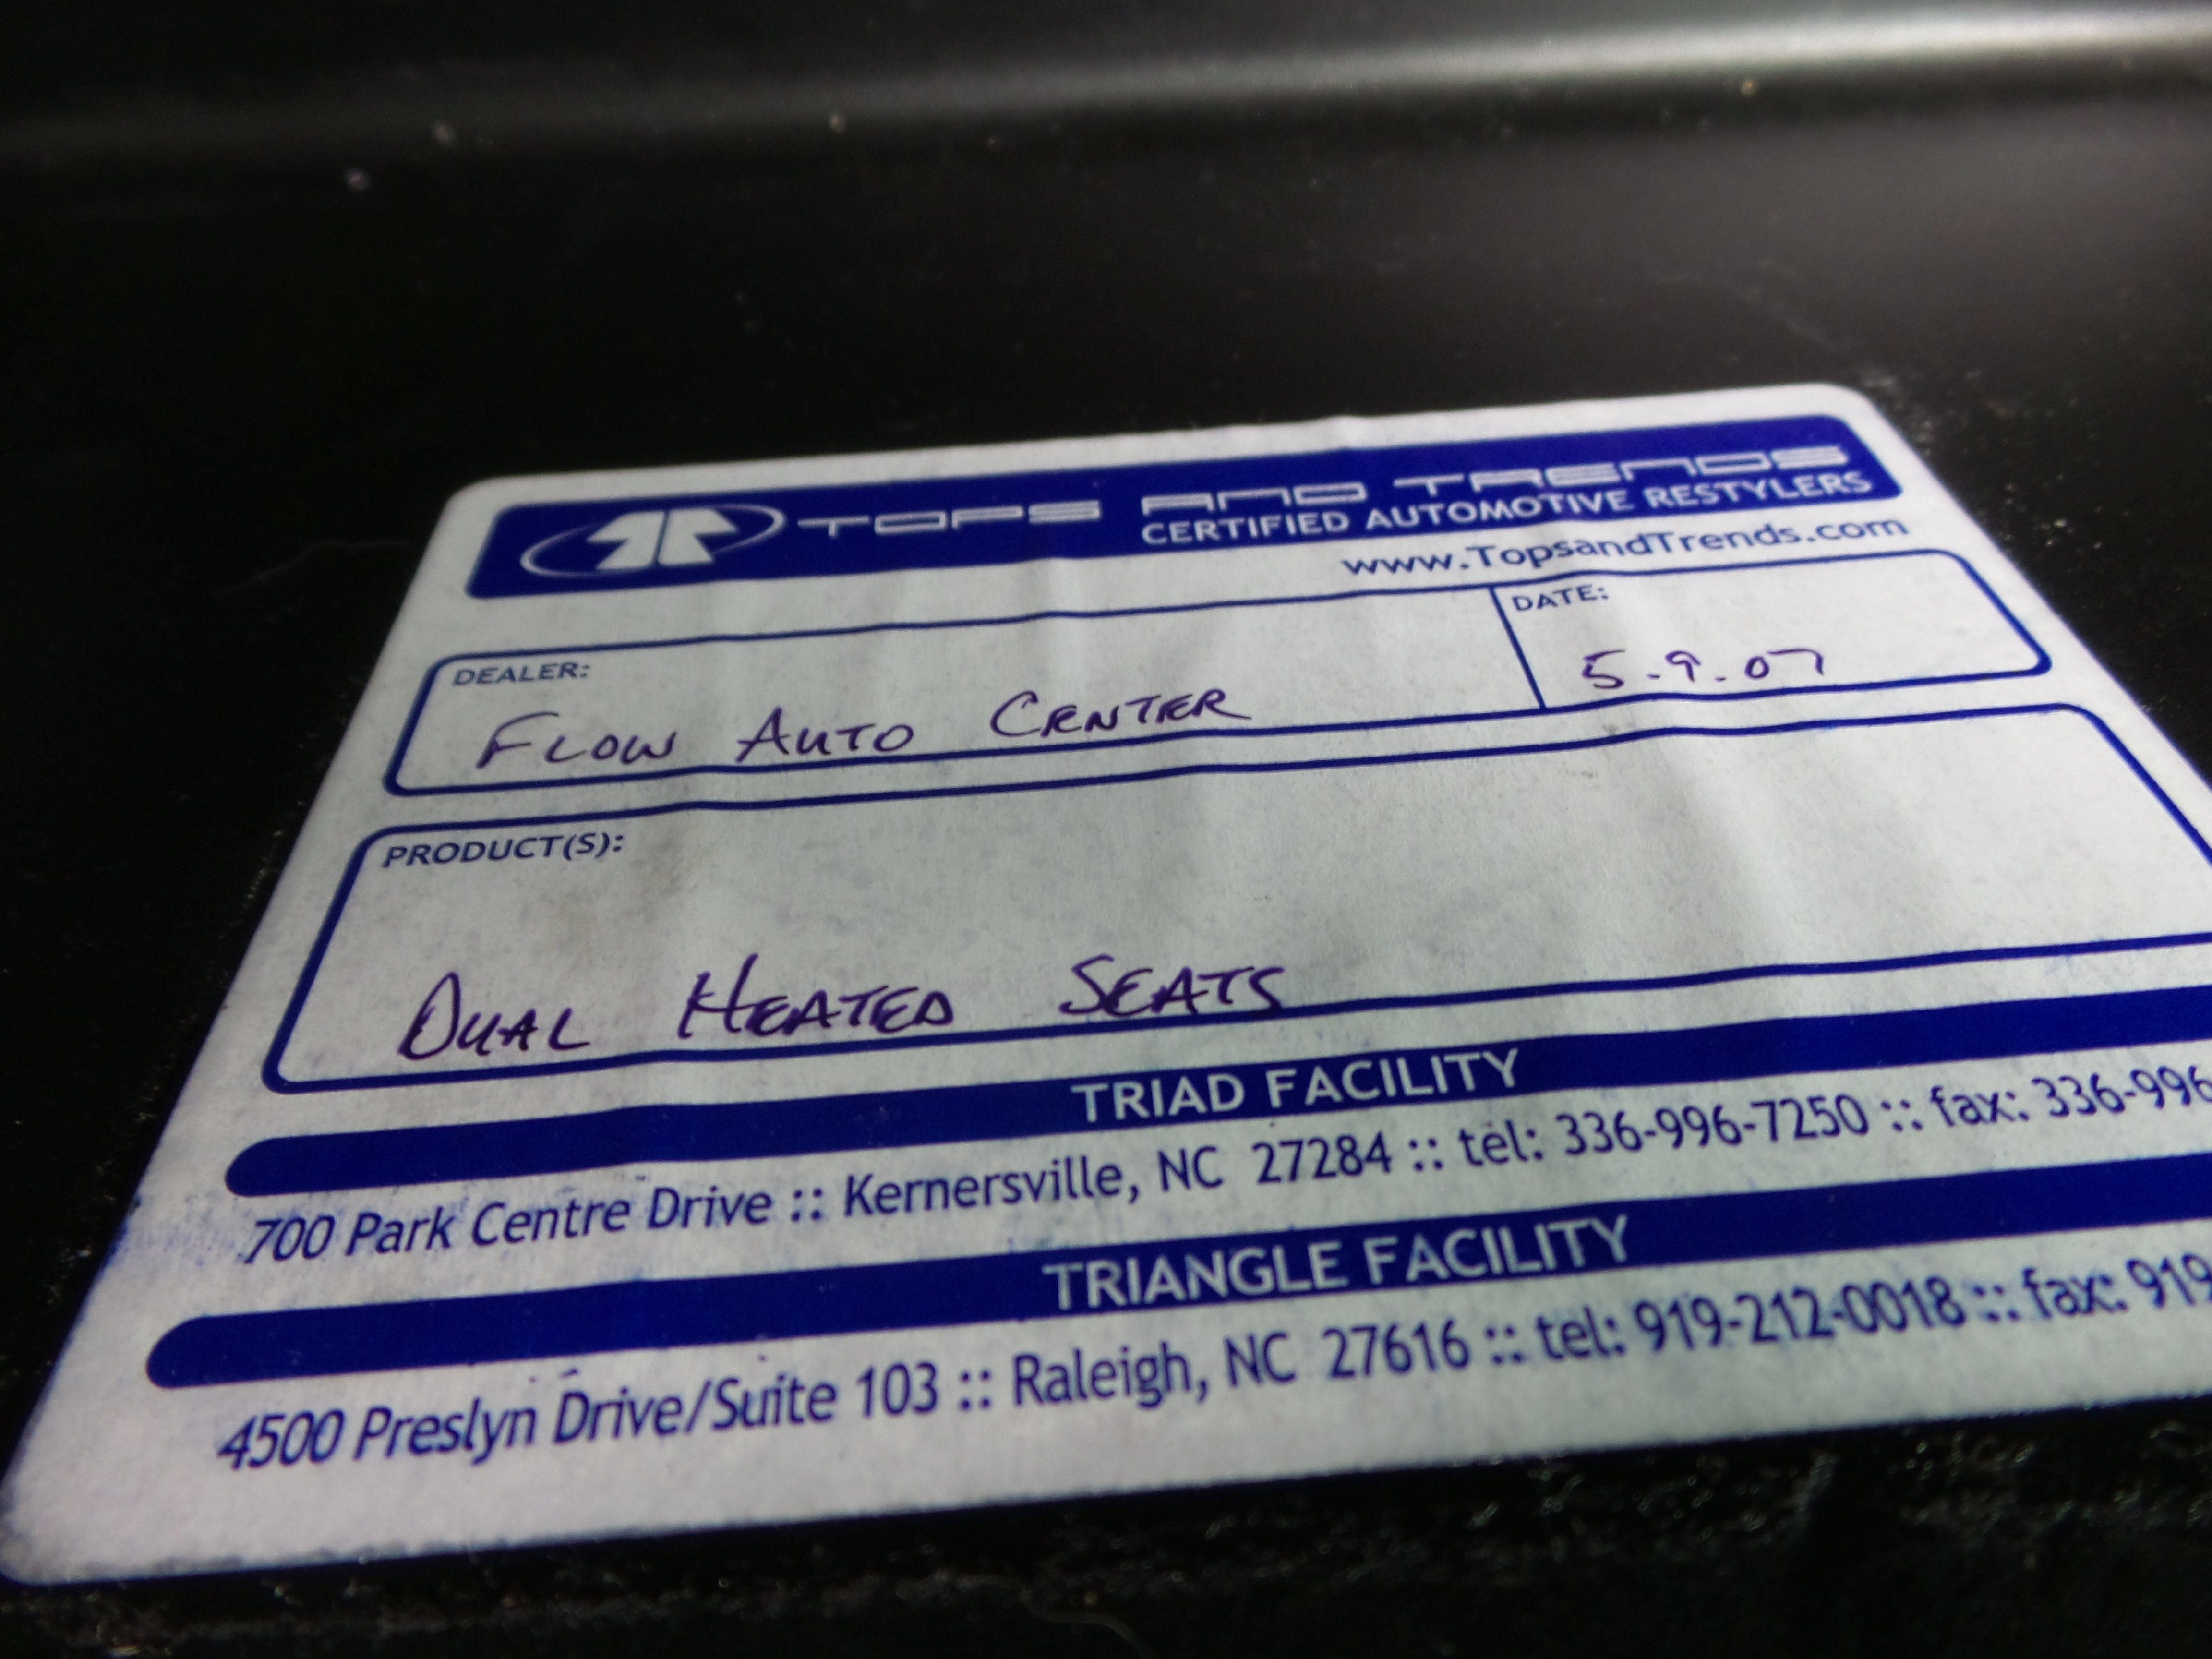 TOPS AND TRENDS
CERTIFIED AUTOMOTIVE RESTYLERS
www.TopsandTrends.com
DEALER:
FLOW AUTO CENTER
DATE:
5-9-07
PRODUCT(S):
DUAL HEATED SEATS
TRIAD FACILITY
700 Park Centre Drive :: Kernersville, NC 27284 :: tel: 336-996-7250 :: fax: 336-996
TRIANGLE FACILITY
4500 Preslyn Drive/Suite 103 :: Raleigh, NC 27616 :: tel: 919-212-0018 :: fax: 919